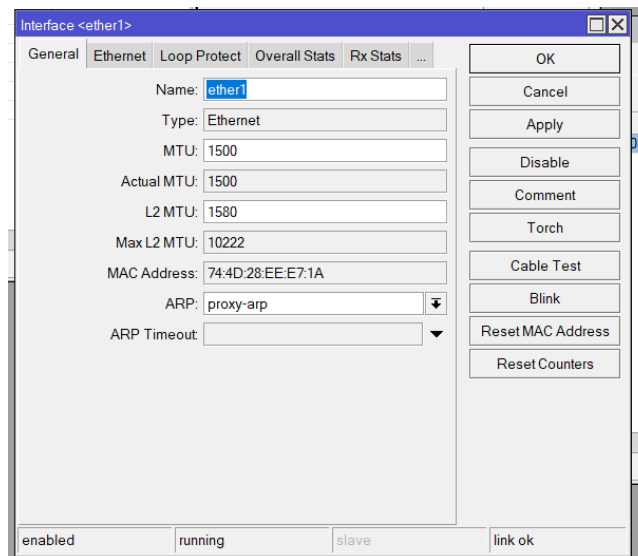 Interface <ether1>
General Ethernet Loop Protect Overall Stats Rx Stats ...
Name: ether1
Type: Ethernet
MTU: 1500
Actual MTU: 1500
L2 MTU: 1580
Max L2 MTU: 10222
MAC Address: 74:4D:28:EE:E7:1A
ARP: proxy-arp
ARP Timeout:
OK
Cancel
Apply
Disable
Comment
Torch
Cable Test
Blink
Reset MAC Address
Reset Counters
enabled running slave link ok